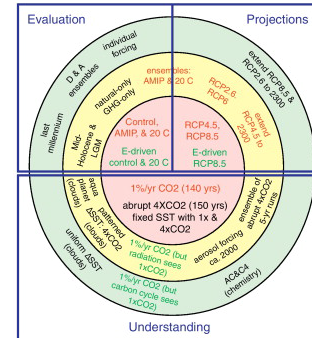 Evaluation
Projections
individual
forcing
D & A
ensembles
last
millennium
extend RCP8.5 &
RCP2.6 to 2300
ensembles:
AMIP & 20 C
natural-only
GHG-only
Mid-
Holocene &
LGM
RCP2.6,
RCP6
extend
RCP4.5 to
2300
Control,
AMIP, & 20 C
RCP4.5,
RCP8.5
E-driven
control & 20 C
E-driven
RCP8.5
1%/yr CO2 (140 yrs)
abrupt 4XCO2 (150 yrs)
fixed SST with 1x &
4xCO2
aqua
planet
(clouds)
patterned
ΔSST: 4xCO2
(clouds)
uniform ΔSST
(clouds)
1%/yr CO2 (but
radiation sees
1xCO2)
1%/yr CO2 (but
carbon cycle sees
1XCO2)
ensemble of
abrupt 4xCO2
5-yr runs
aerosol forcing
ca. 2000
AC&C4
(chemistry)
Understanding